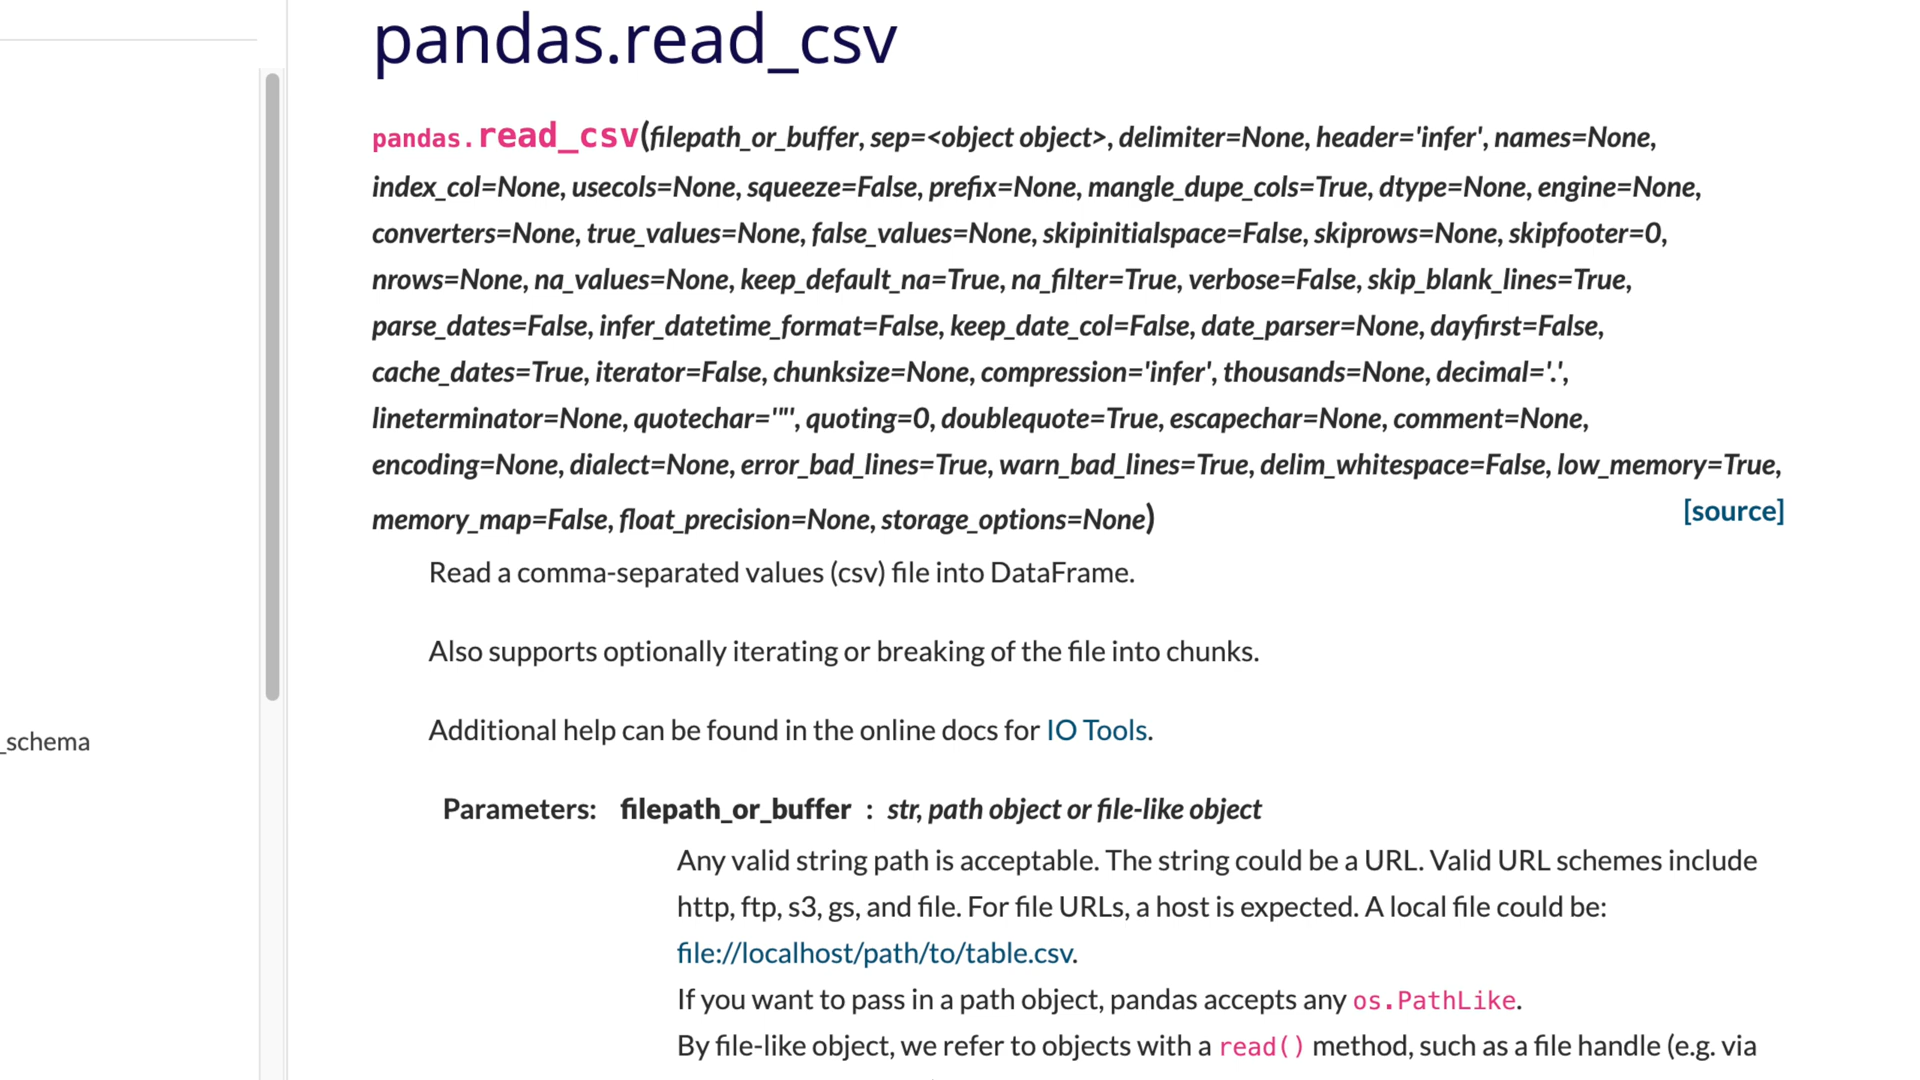 pandas.read_csv
pandas.read_csv(filepath_or_buffer, sep=<object object>, delimiter=None, header='infer', names=None,
index_col=None, usecols=None, squeeze=False, prefix=None, mangle_dupe_cols=True, dtype=None, engine=None,
converters=None, true_values=None, false_values=None, skipinitialspace=False, skiprows=None, skipfooter=0,
nrows=None, na_values=None, keep_default_na=True, na_filter=True, verbose=False, skip_blank_lines=True,
parse_dates=False, infer_datetime_format=False, keep_date_col=False, date_parser=None, dayfirst=False,
cache_dates=True, iterator=False, chunksize=None, compression='infer', thousands=None, decimal='.',
lineterminator=None, quotechar='"', quoting=0, doublequote=True, escapechar=None, comment=None,
encoding=None, dialect=None, error_bad_lines=True, warn_bad_lines=True, delim_whitespace=False, low_memory=True,
memory_map=False, float_precision=None, storage_options=None) [source]
Read a comma-separated values (csv) file into DataFrame.
Also supports optionally iterating or breaking of the file into chunks.
Additional help can be found in the online docs for IO Tools.
_schema
Parameters: filepath_or_buffer : str, path object or file-like object
Any valid string path is acceptable. The string could be a URL. Valid URL schemes include
http, ftp, s3, gs, and file. For file URLs, a host is expected. A local file could be:
file://localhost/path/to/table.csv.
If you want to pass in a path object, pandas accepts any os.PathLike.
By file-like object, we refer to objects with a read() method, such as a file handle (e.g. via